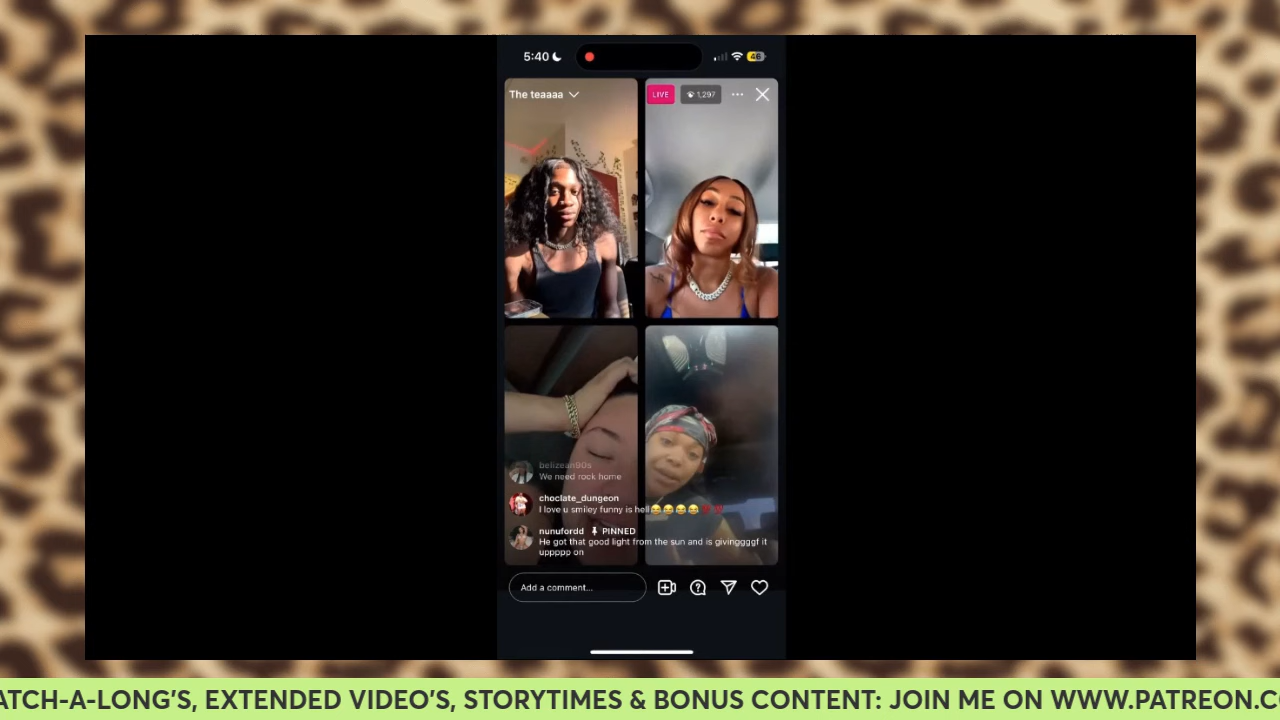 5:40
46
The teaaaa
LIVE
1,297
belizean90s
We need rock home
choclate_dungeon
I love u smiley funny is hell😂😂😂😂💯💯
nunufordd PINNED
He got that good light from the sun and is givinggggf it
uppppp on
Add a comment...
ATCH-A-LONG'S, EXTENDED VIDEO'S, STORYTIMES & BONUS CONTENT: JOIN ME ON WWW.PATREON.C